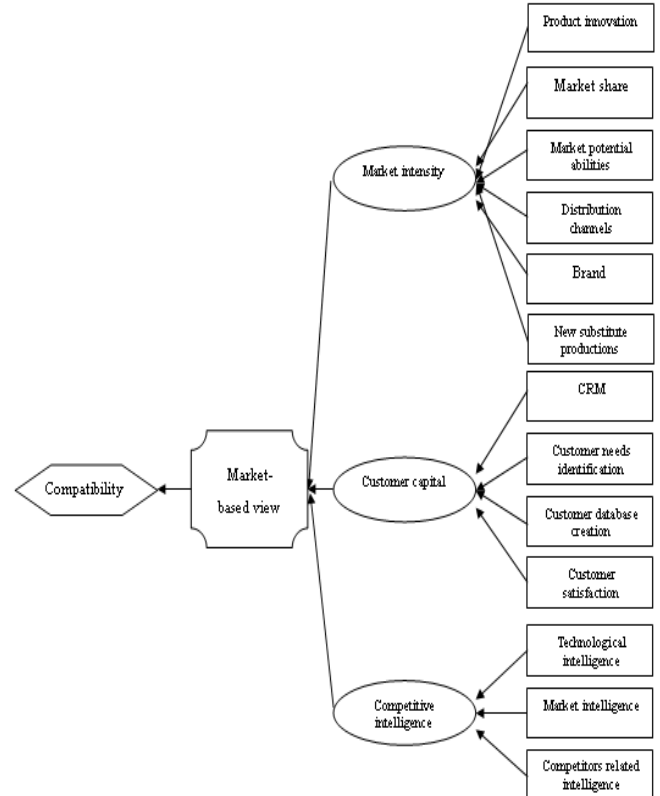 Product innovation
Market share
Market potential
abilities
Market intensity
Distribution
channels
Brand
New substitute
productions
CRM
Customer needs
identification
Customer capital
Market-
based view
Compatibility
Customer database
creation
Customer
satisfaction
Technological
intelligence
Competitive
intelligence
Market intelligence
Competitors related
intelligence